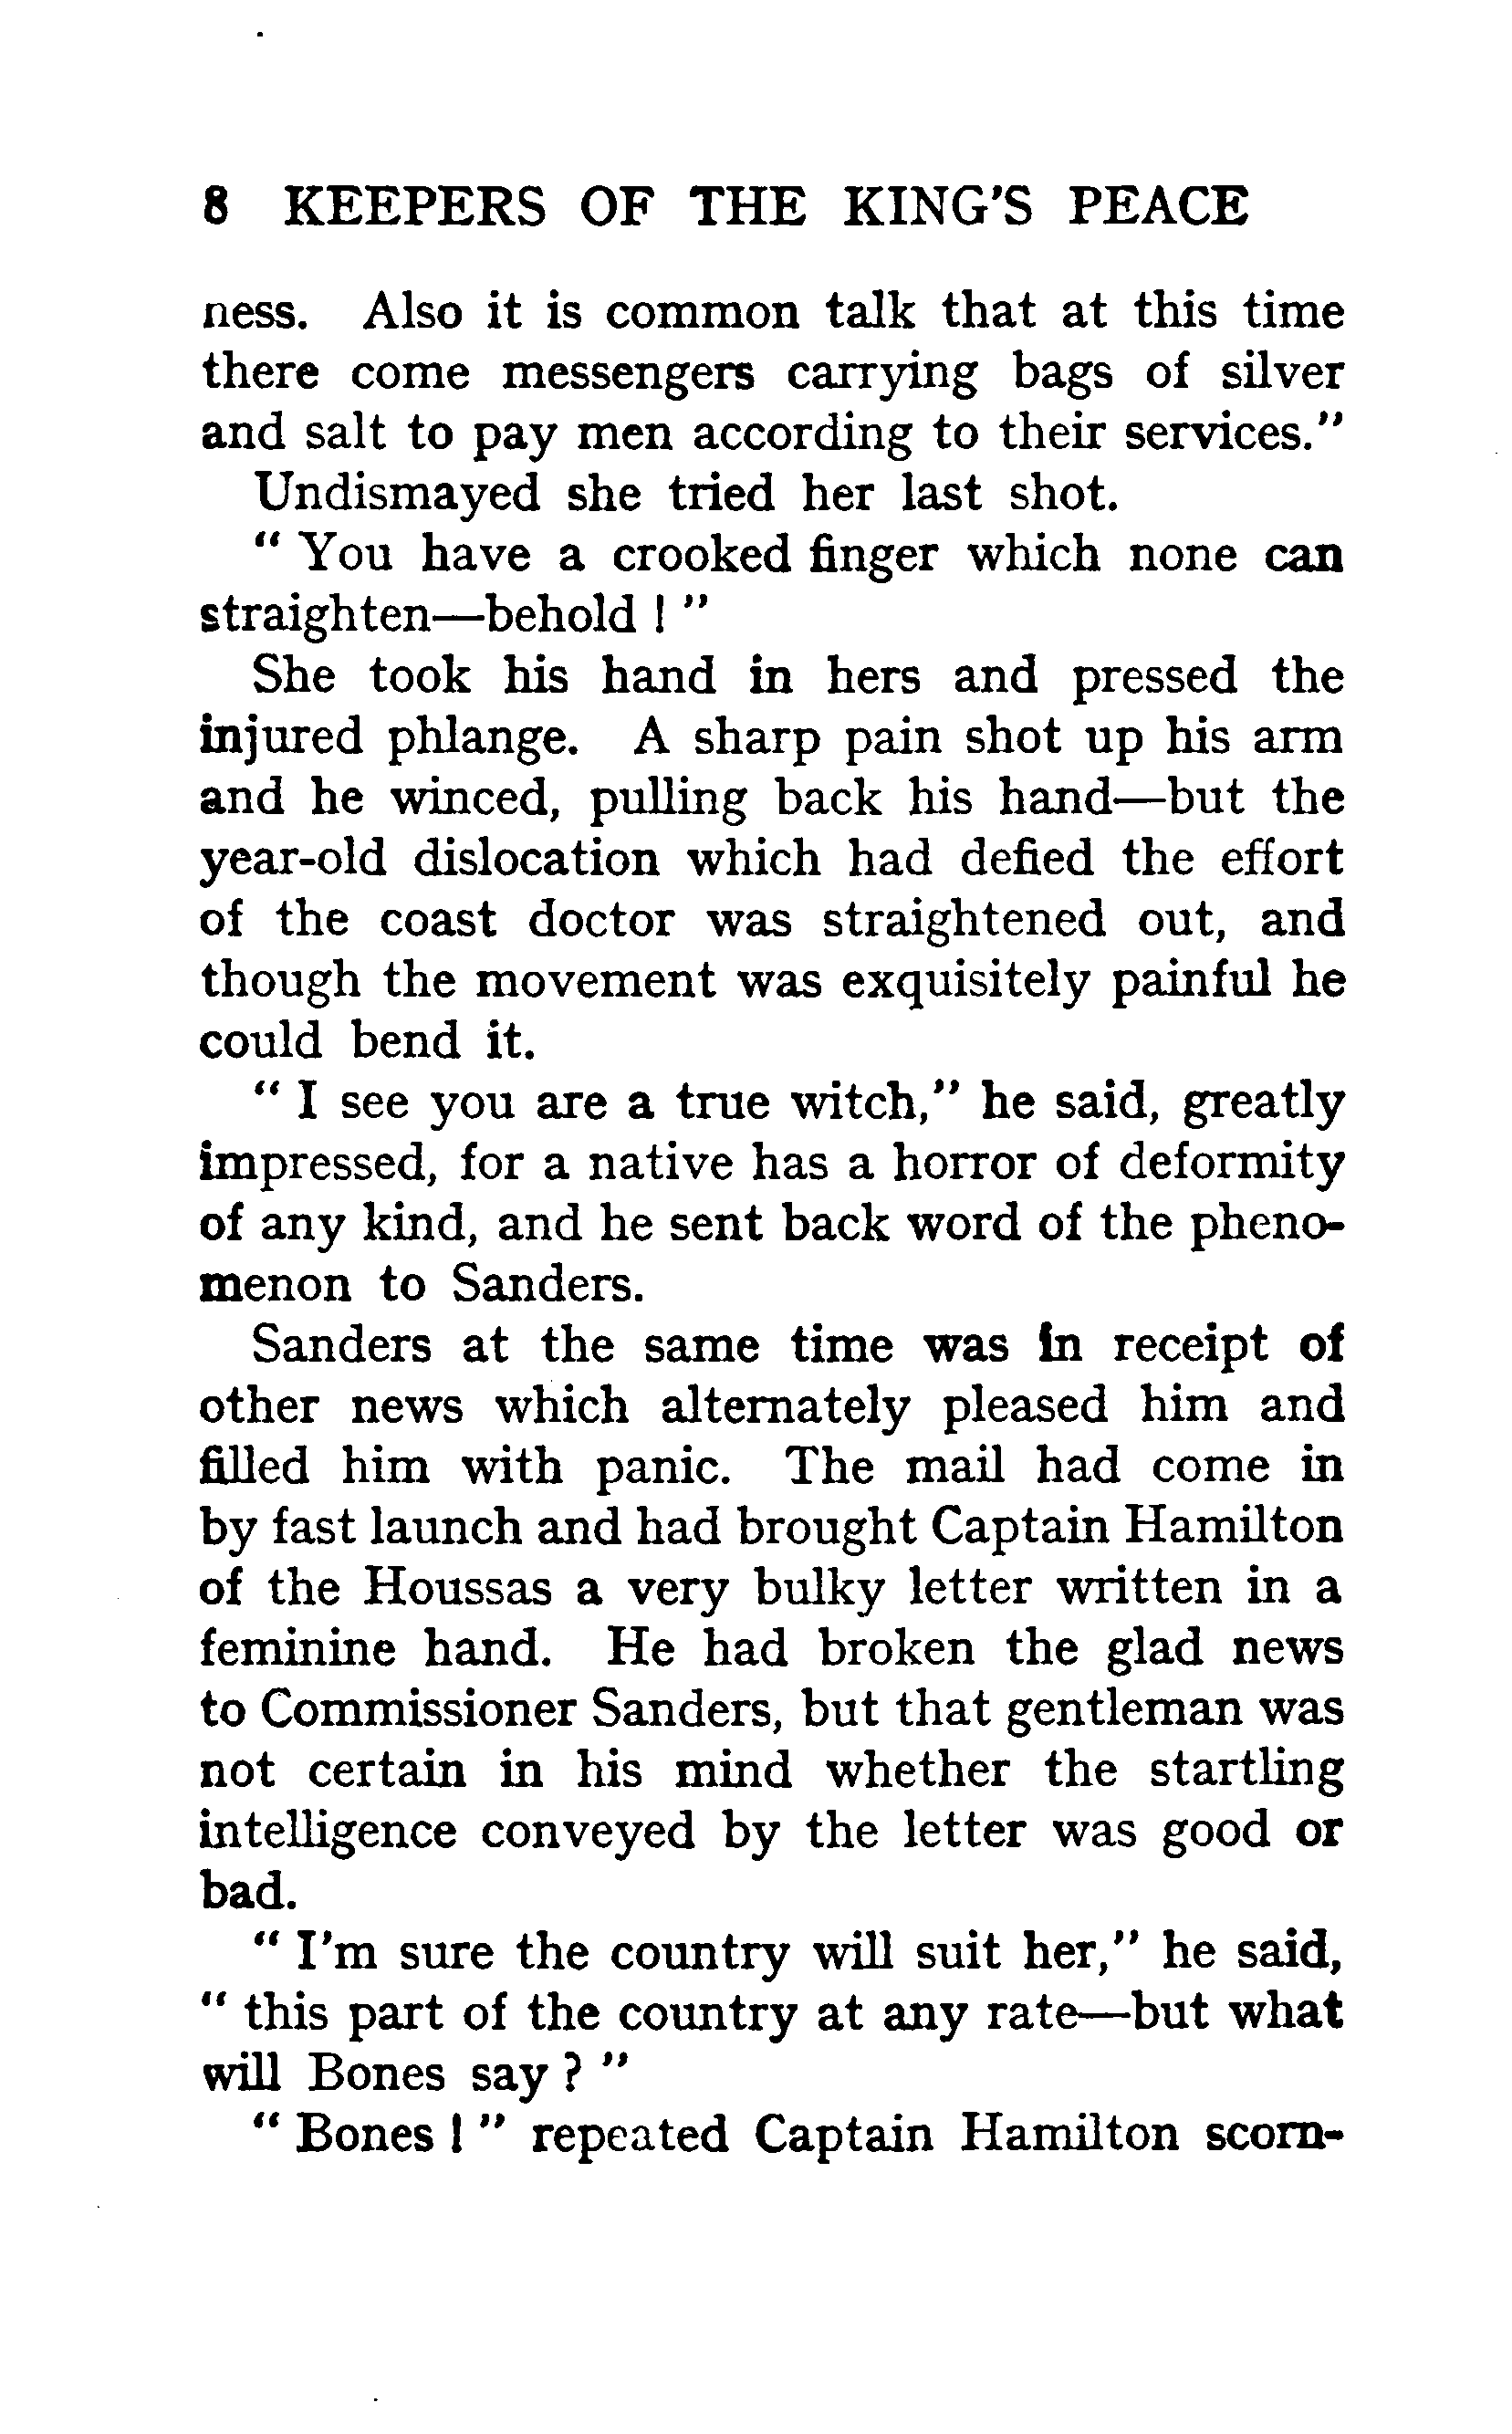 8 KEEPERS OF THE KING'S PEACE
ness. Also it is common talk that at this time
there come messengers carrying bags of silver
and salt to pay men according to their services."
Undismayed she tried her last shot.
" You have a crooked finger which none can
straighten—behold ! "
She took his hand in hers and pressed the
injured phlange. A sharp pain shot up his arm
and he winced, pulling back his hand—but the
year-old dislocation which had defied the effort
of the coast doctor was straightened out, and
though the movement was exquisitely painful he
could bend it.
" I see you are a true witch," he said, greatly
impressed, for a native has a horror of deformity
of any kind, and he sent back word of the pheno-
menon to Sanders.
Sanders at the same time was in receipt of
other news which alternately pleased him and
filled him with panic. The mail had come in
by fast launch and had brought Captain Hamilton
of the Houssas a very bulky letter written in a
feminine hand. He had broken the glad news
to Commissioner Sanders, but that gentleman was
not certain in his mind whether the startling
intelligence conveyed by the letter was good or
bad.
" I'm sure the country will suit her," he said,
" this part of the country at any rate—but what
will Bones say ? "
" Bones ! " repeated Captain Hamilton scorn-